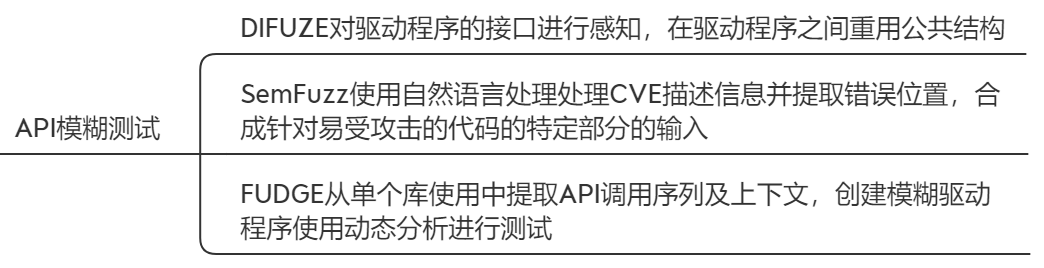 DIFUZE对驱动程序的接口进行感知，在驱动程序之间重用公共结构
SemFuzz使用自然语言处理处理CVE描述信息并提取错误位置，合
成针对易受攻击的代码的特定部分的输入
API模糊测试
FUDGE从单个库使用中提取API调用序列及上下文，创建模糊驱动
程序使用动态分析进行测试